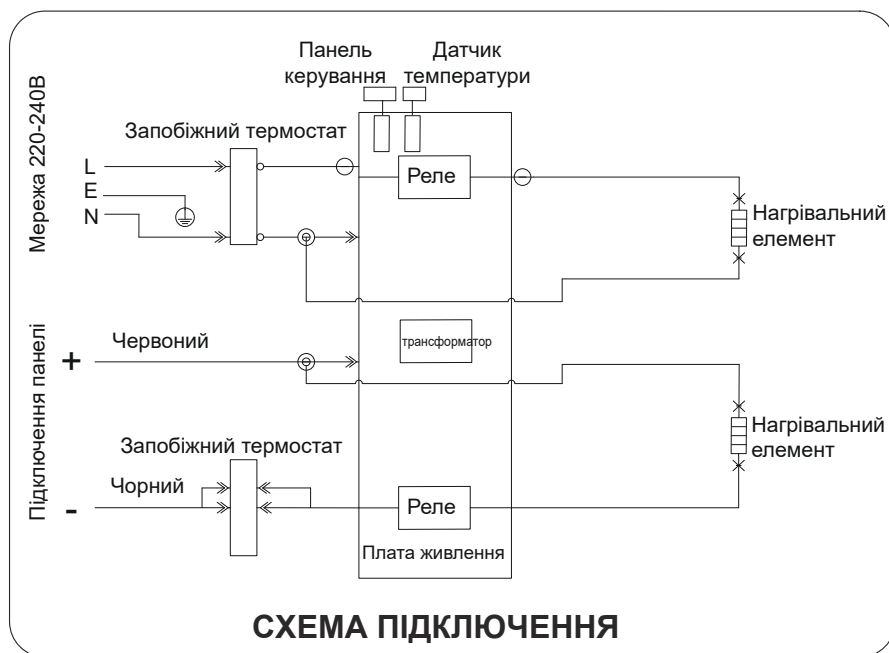 Панель
керування
Датчик
температури
Мережа 220-240В
Запобіжний термостат
L
E
N
Реле
Нагрівальний
елемент
трансформатор
Підключення панелі
+
Червоний
Нагрівальний
елемент
Запобіжний термостат
Чорний
-
Реле
Плата живлення
СХЕМА ПІДКЛЮЧЕННЯ